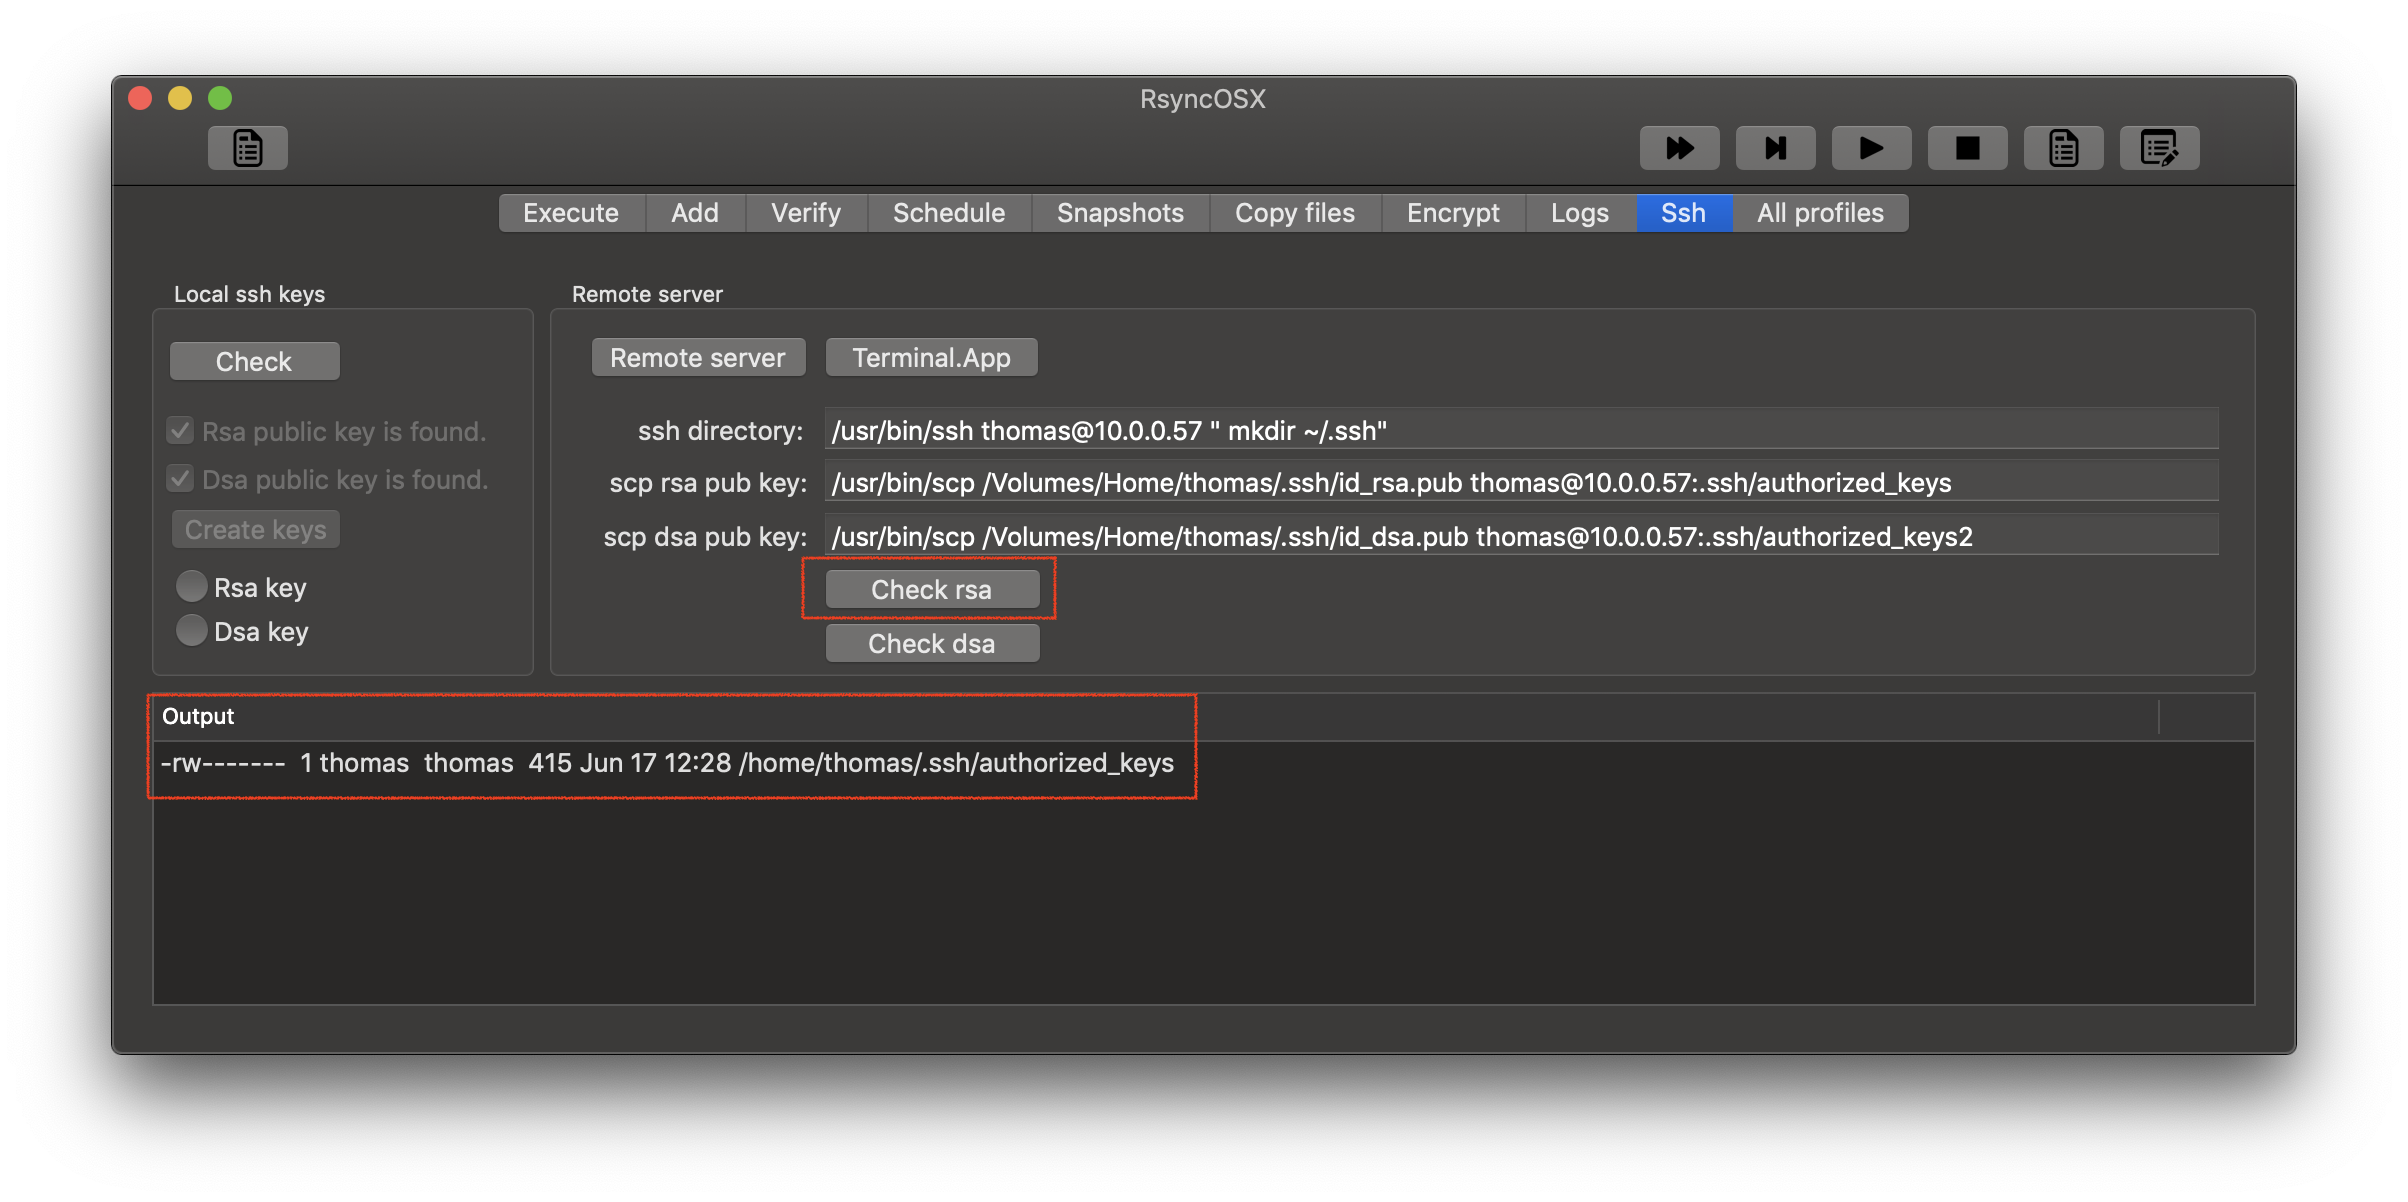 RsyncOSX
Execute Add Verify Schedule Snapshots Copy files Encrypt Logs Ssh All profiles
Local ssh keys
Check
Rsa public key is found.
Dsa public key is found.
Create keys
Rsa key
Dsa key
Remote server
Remote server Terminal.App
ssh directory: /usr/bin/ssh thomas@10.0.0.57 " mkdir ~/.ssh"
scp rsa pub key: /usr/bin/scp /Volumes/Home/thomas/.ssh/id_rsa.pub thomas@10.0.0.57:.ssh/authorized_keys
scp dsa pub key: /usr/bin/scp /Volumes/Home/thomas/.ssh/id_dsa.pub thomas@10.0.0.57:.ssh/authorized_keys2
Check rsa
Check dsa
Output
-rw------- 1 thomas thomas 415 Jun 17 12:28 /home/thomas/.ssh/authorized_keys